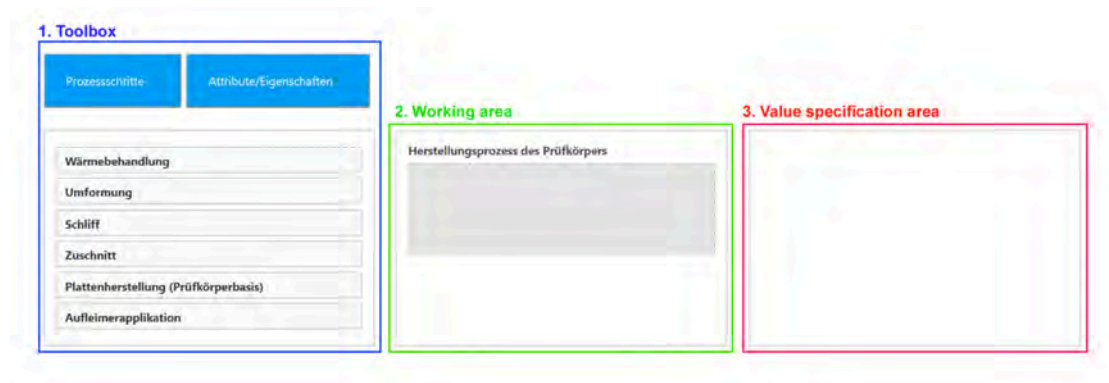 1. Toolbox
Prozessschritte
Attribute/Eigenschaften
Wärmebehandlung
Umformung
Schliff
Zuschnitt
Plattenherstellung (Prüfkörperbasis)
Aufleimerapplikation
2. Working area
Herstellungsprozess des Prüfkörpers
3. Value specification area